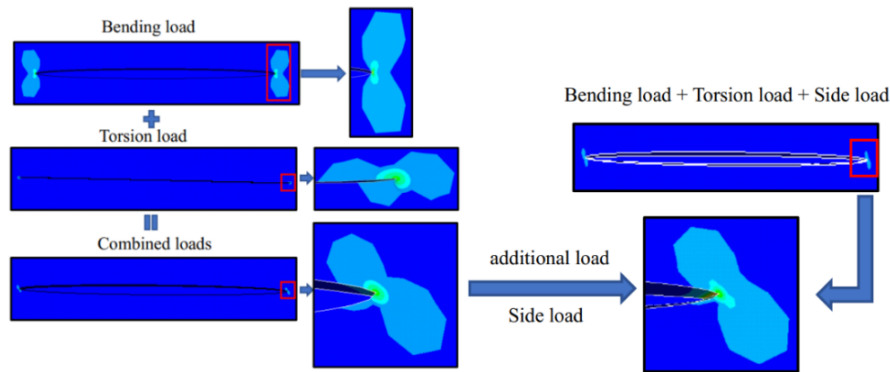 Bending load
Torsion load
Combined loads
additional load
Side load
Bending load + Torsion load + Side load